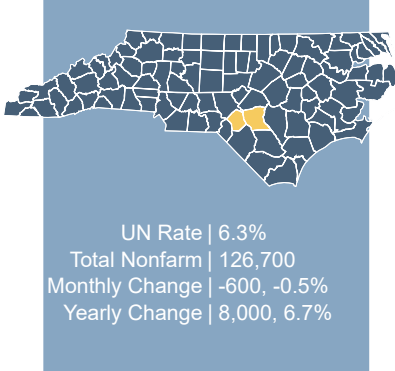 UN Rate | 6.3%
Total Nonfarm | 126,700
Monthly Change | -600, -0.5%
Yearly Change | 8,000, 6.7%